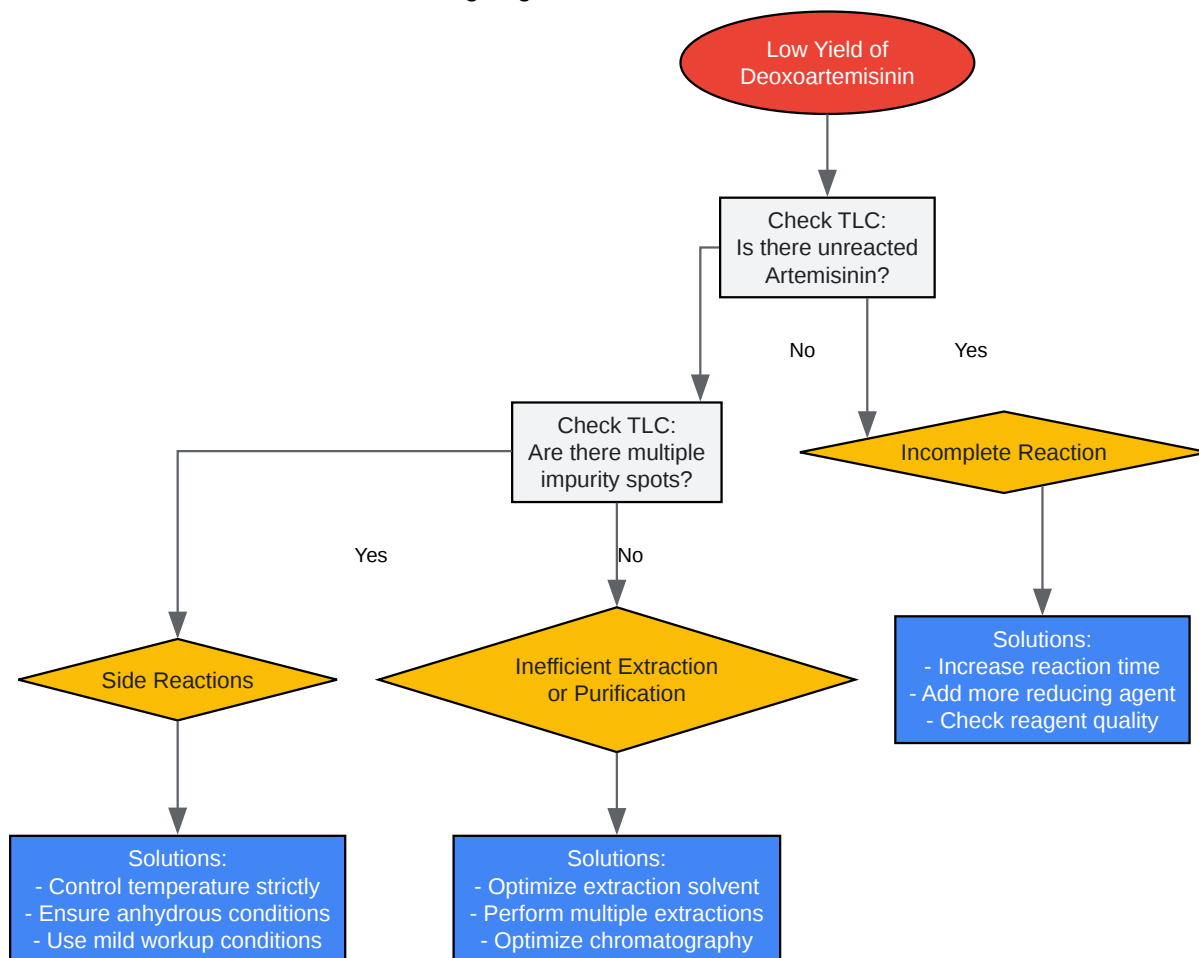 Low Yield of
Deoxoartemisinin
Check TLC:
Is there unreacted
Artemisinin?
No
Yes
Check TLC:
Are there multiple
impurity spots?
Incomplete Reaction
Yes
No
Side Reactions
Inefficient Extraction
or Purification
Solutions:
- Increase reaction time
- Add more reducing agent
- Check reagent quality
Solutions:
- Control temperature strictly
- Ensure anhydrous conditions
- Use mild workup conditions
Solutions:
- Optimize extraction solvent
- Perform multiple extractions
- Optimize chromatography